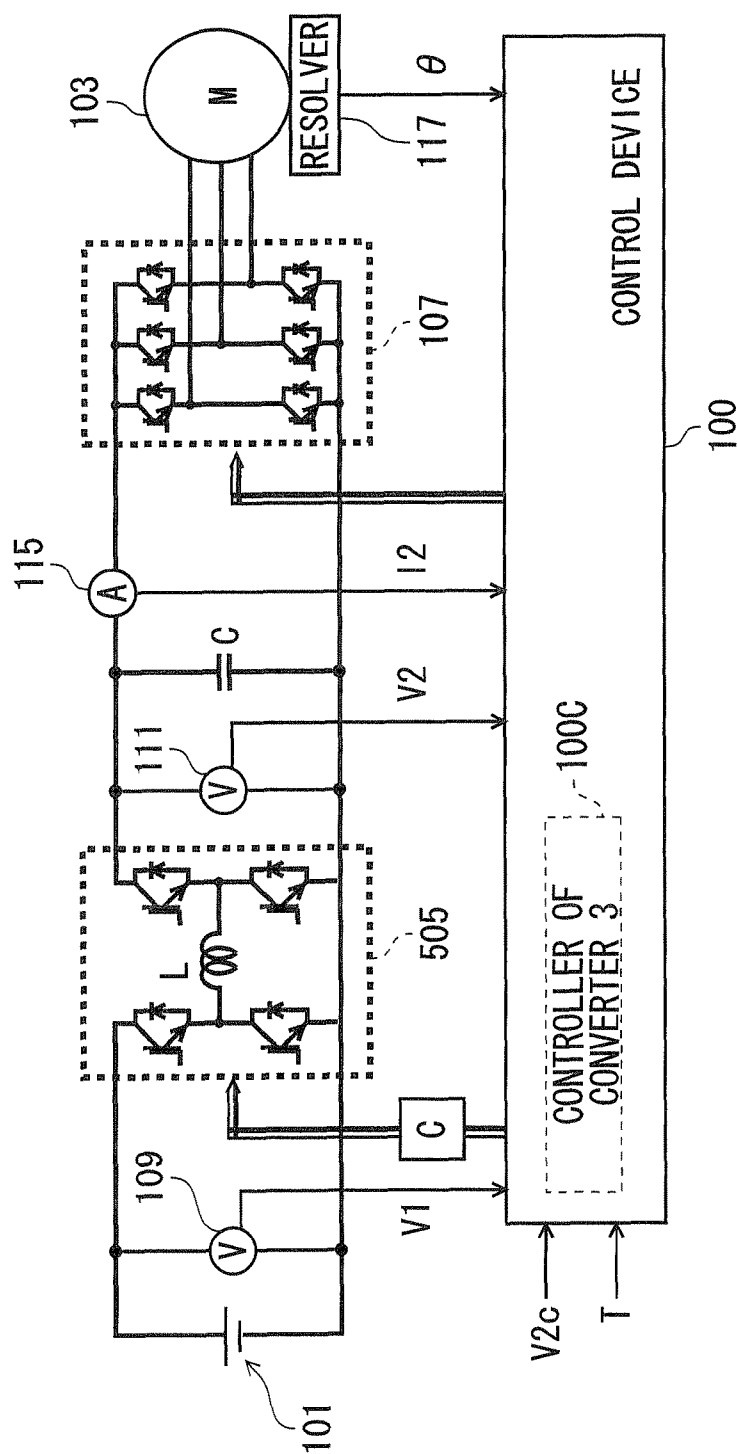 103
M
RESOLVER
117
θ
107
115
A
I2
C
111
V
V2
L
505
109
V
V1
C
101
CONTROLLER OF
CONVERTER 3
100C
CONTROL DEVICE
100
V2c
T